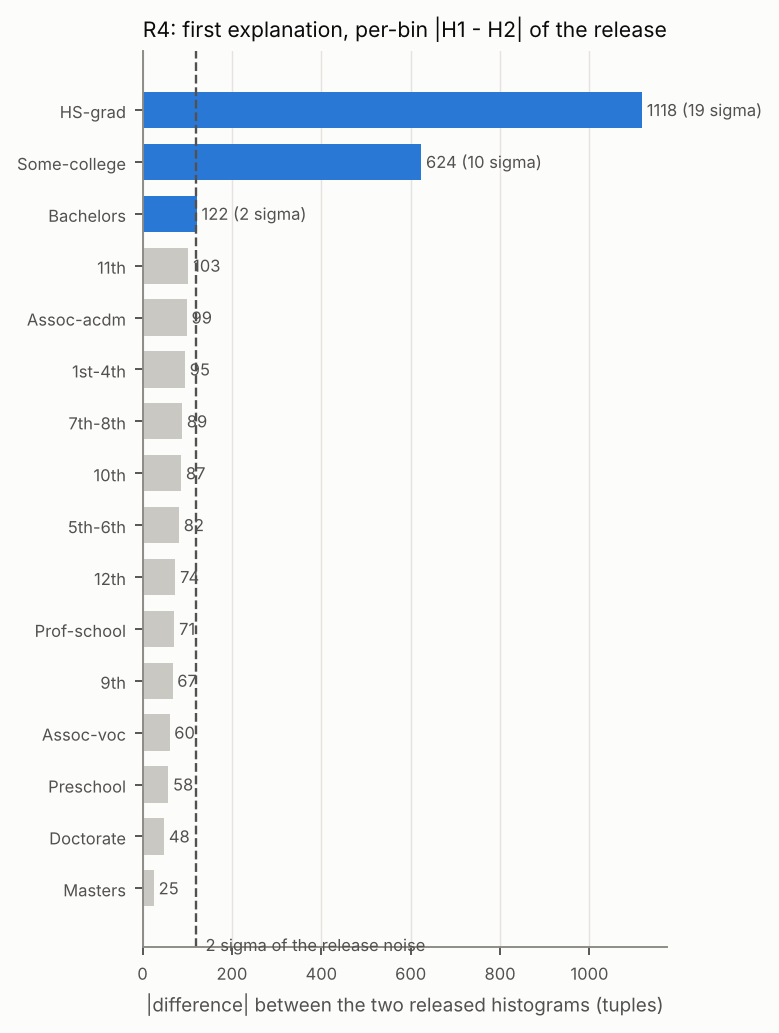 R4: first explanation, per-bin |H1 - H2| of the release
HS-grad 1118 (19 sigma)
Some-college 624 (10 sigma)
Bachelors 122 (2 sigma)
11th 103
Assoc-acdm 99
1st-4th 95
7th-8th 89
10th 87
5th-6th 82
12th 74
Prof-school 71
9th 67
Assoc-voc 60
Preschool 58
Doctorate 48
Masters 25
2 sigma of the release noise
0 200 400 600 800 1000
|difference| between the two released histograms (tuples)